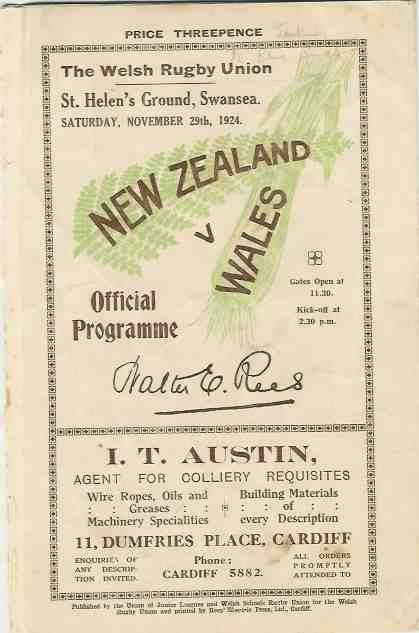 PRICE THREEPENCE
The Welsh Rugby Union
St. Helen's Ground, Swansea.
SATURDAY, NOVEMBER 29th, 1924.
NEW ZEALAND
v
WALES
Gates Open at
11.30.
Kick-off at
2.30 p.m.
Official
Programme
Walter E. Rees
I. T. AUSTIN,
AGENT FOR COLLIERY REQUISITES
Wire Ropes, Oils and
: : Greases : :
Machinery Specialities
Building Materials
: : of : :
every Description
11, DUMFRIES PLACE, CARDIFF
ENQUIRIES OF
ANY DESCRIP-
TION INVITED.
Phone:
CARDIFF 5882.
ALL ORDERS
PROMPTLY
ATTENDED TO
Published by the Union of Junior Leagues and Welsh Schools Rugby Union for the Welsh
Rugby Union and printed by Rees' Electric Press, Ltd., Cardiff.